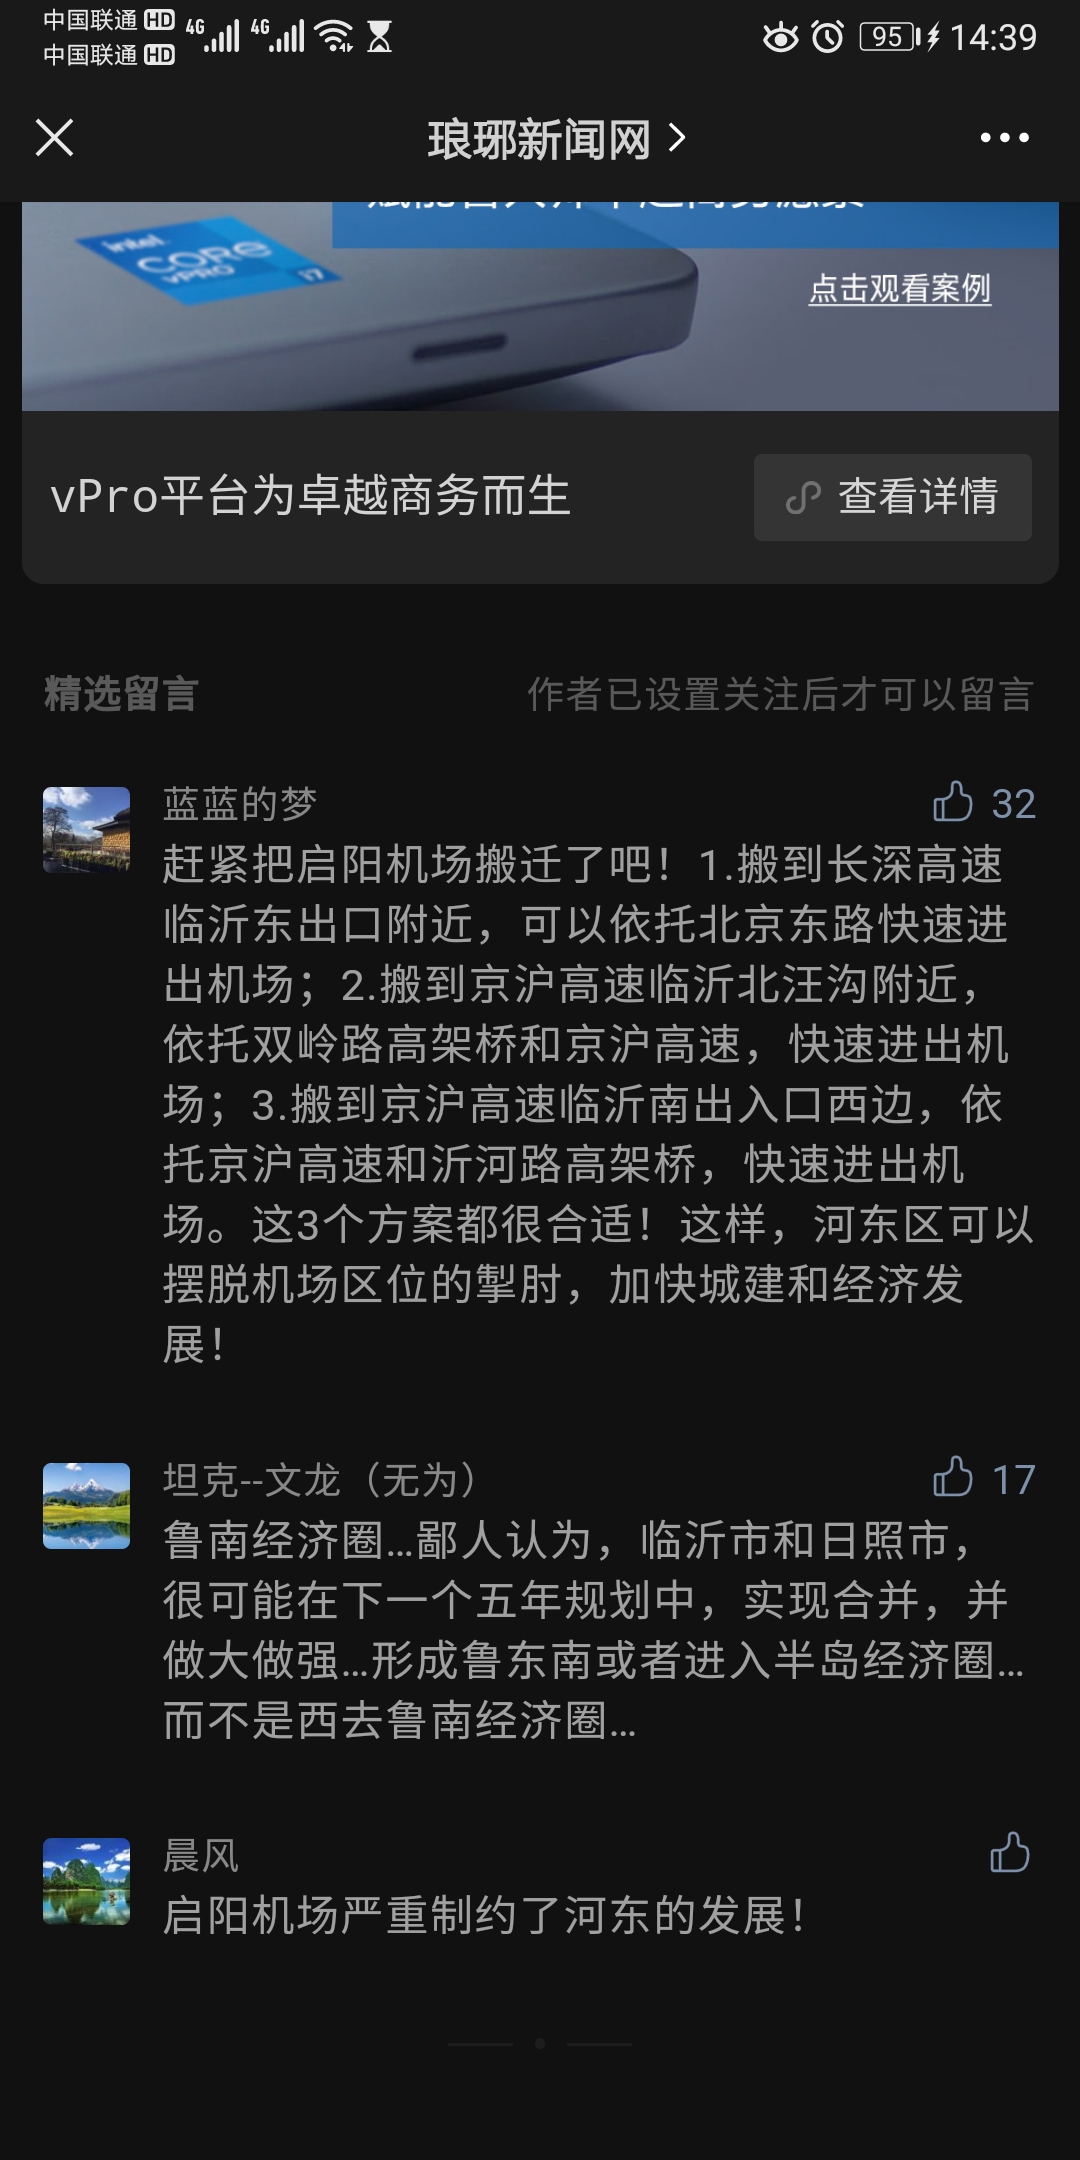 中国联通 HD 4G 4G 95 14:39
中国联通 HD
琅琊新闻网
intel.
CORe
vPRO
i7
点击观看案例
vPro平台为卓越商务而生
查看详情
精选留言 作者已设置关注后才可以留言
蓝蓝的梦 32
赶紧把启阳机场搬迁了吧！1.搬到长深高速
临沂东出口附近，可以依托北京东路快速进
出机场；2.搬到京沪高速临沂北汪沟附近，
依托双岭路高架桥和京沪高速，快速进出机
场；3.搬到京沪高速临沂南出入口西边，依
托京沪高速和沂河路高架桥，快速进出机
场。这3个方案都很合适！这样，河东区可以
摆脱机场区位的掣肘，加快城建和经济发
展！
坦克--文龙（无为） 17
鲁南经济圈...鄙人认为，临沂市和日照市，
很可能在下一个五年规划中，实现合并，并
做大做强...形成鲁东南或者进入半岛经济圈...
而不是西去鲁南经济圈...
晨风
启阳机场严重制约了河东的发展！